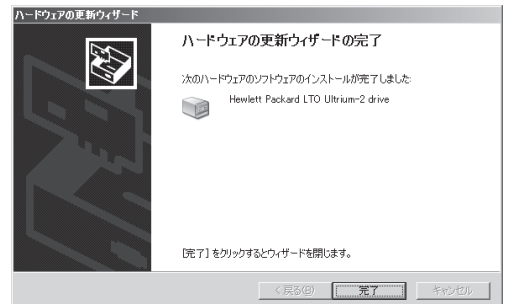 ハードウェアの更新ウィザード
ハードウェアの更新ウィザードの完了
次のハードウェアのソフトウェアのインストールが完了しました:
Hewlett Packard LTO Ultrium-2 drive
[完了] をクリックするとウィザードを閉じます。
< 戻る(B)
完了
キャンセル